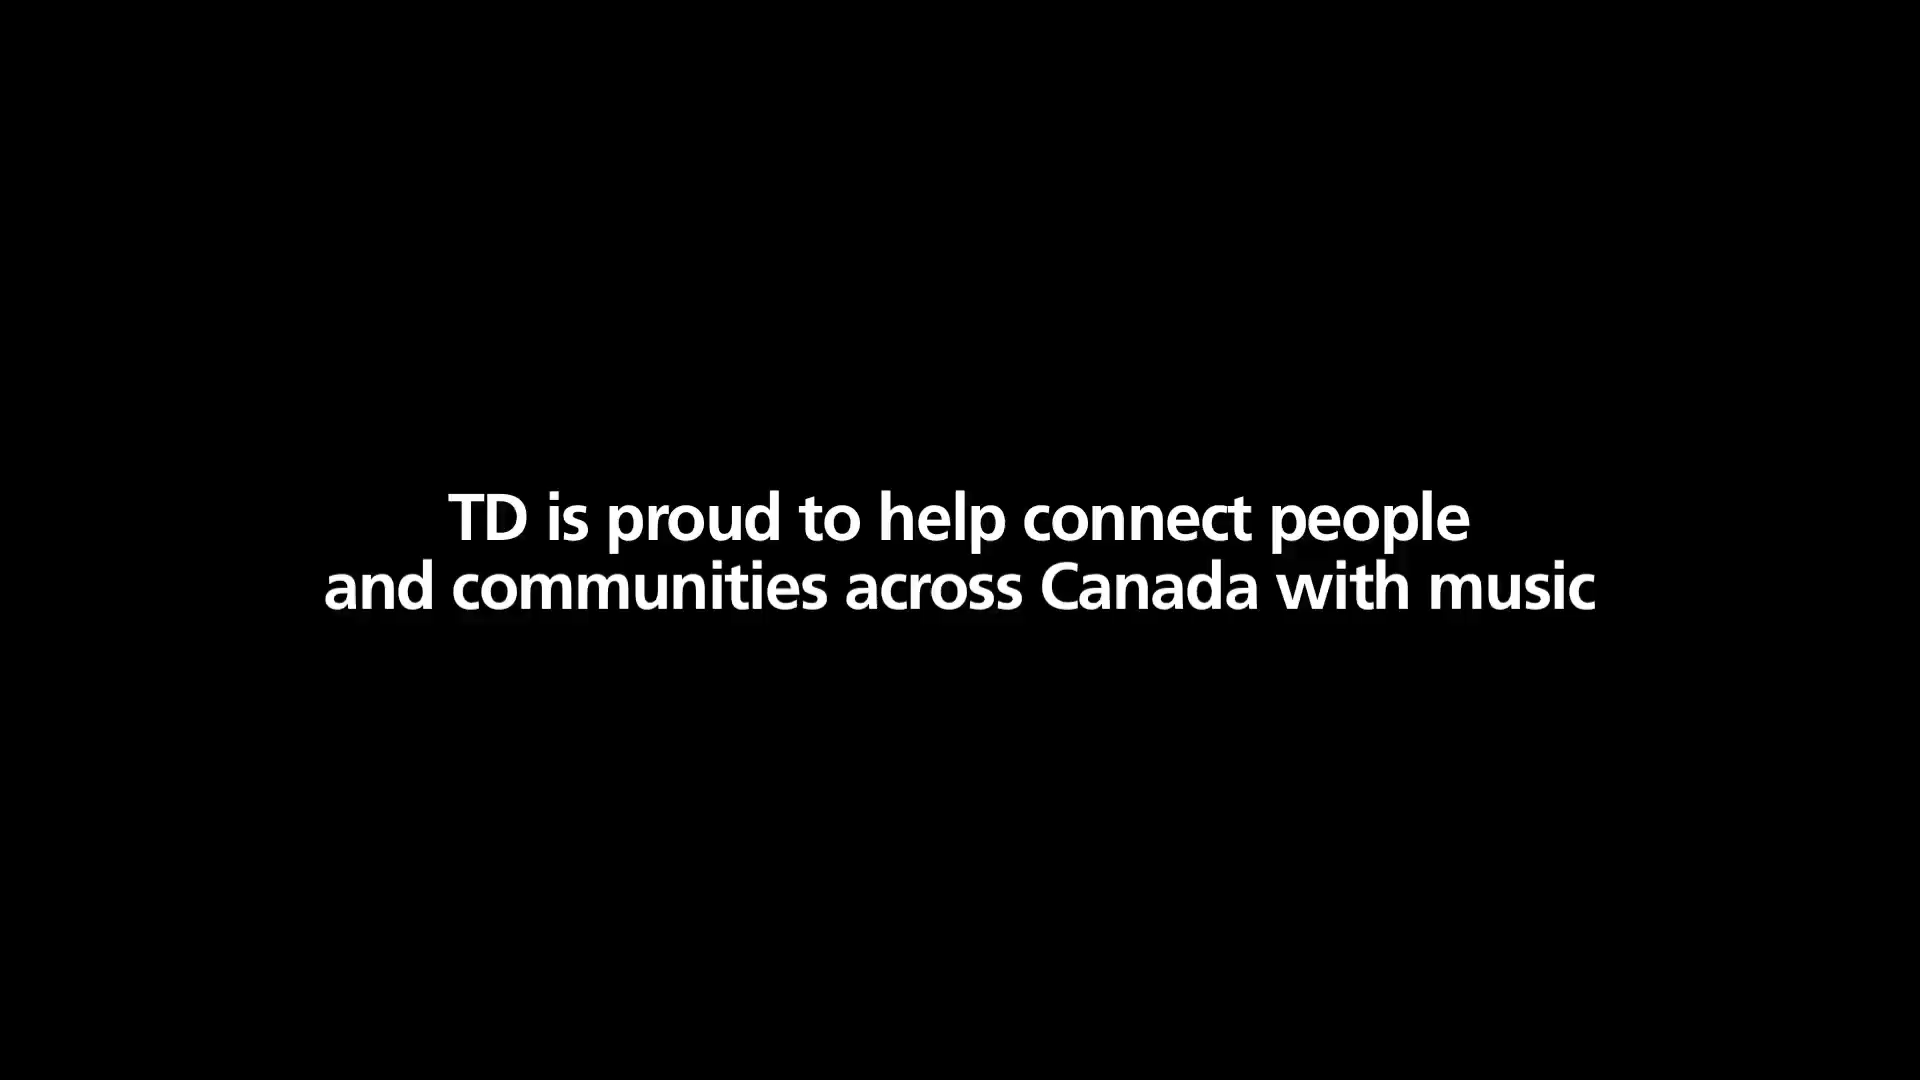 TD is proud to help connect people
and communities across Canada with music